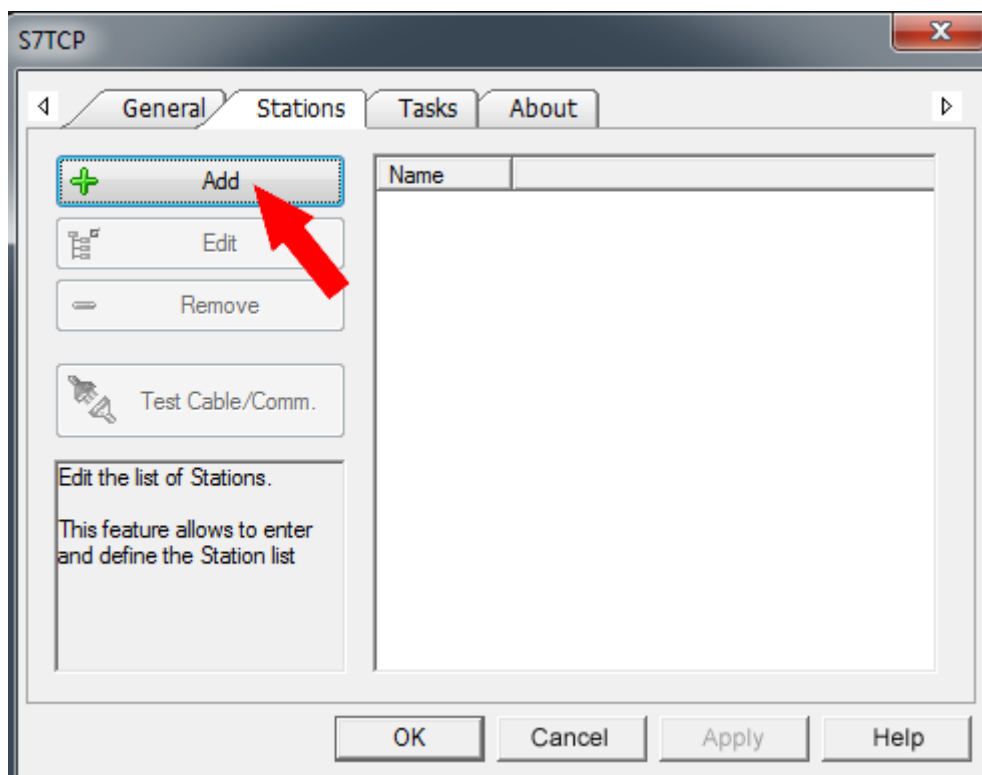 S7TCP
General Stations Tasks About
Add
Name
Edit
Remove
Test Cable/Comm.
Edit the list of Stations.
This feature allows to enter
and define the Station list
OK Cancel Apply Help